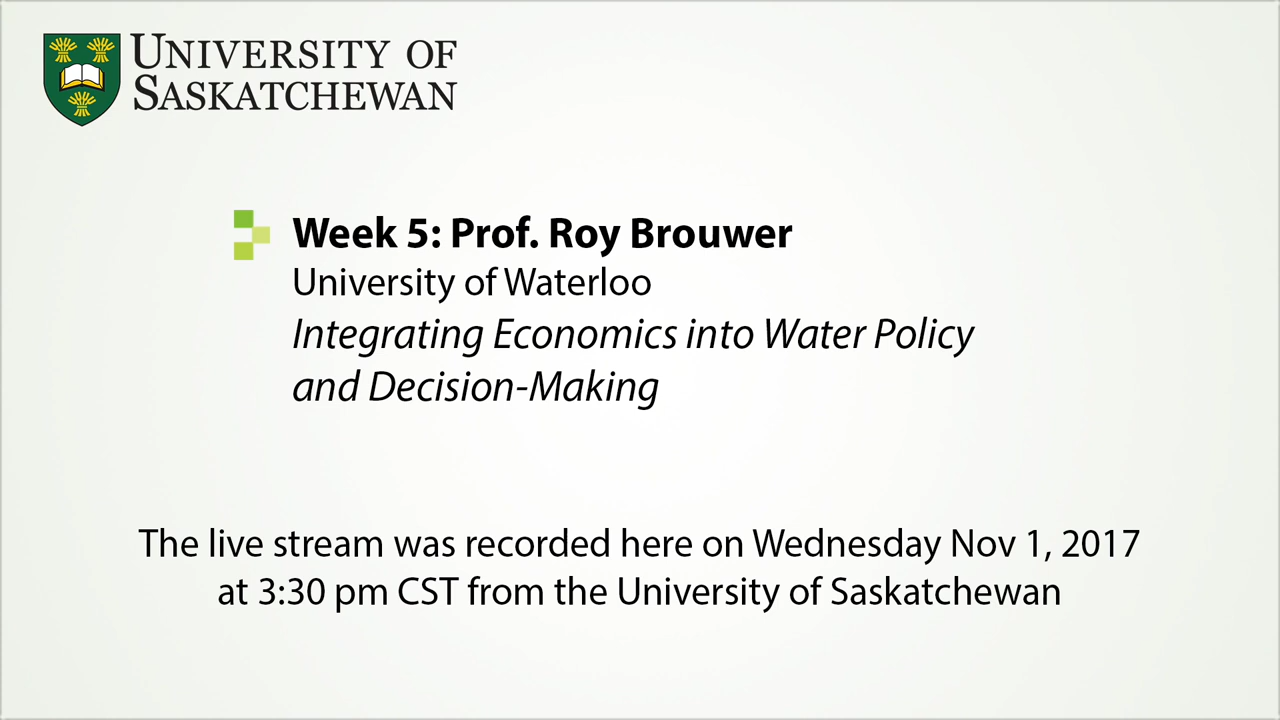 UNIVERSITY OF
SASKATCHEWAN
Week 5: Prof. Roy Brouwer
University of Waterloo
Integrating Economics into Water Policy
and Decision-Making
The live stream was recorded here on Wednesday Nov 1, 2017
at 3:30 pm CST from the University of Saskatchewan